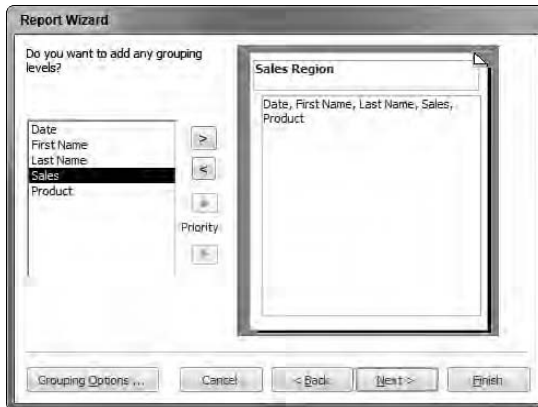 Report Wizard
Do you want to add any grouping
levels?
Date
First Name
Last Name
Sales
Product
>
<
Priority
Sales Region
Date, First Name, Last Name, Sales,
Product
Grouping Options ...
Cancel
< Back
Next >
Finish